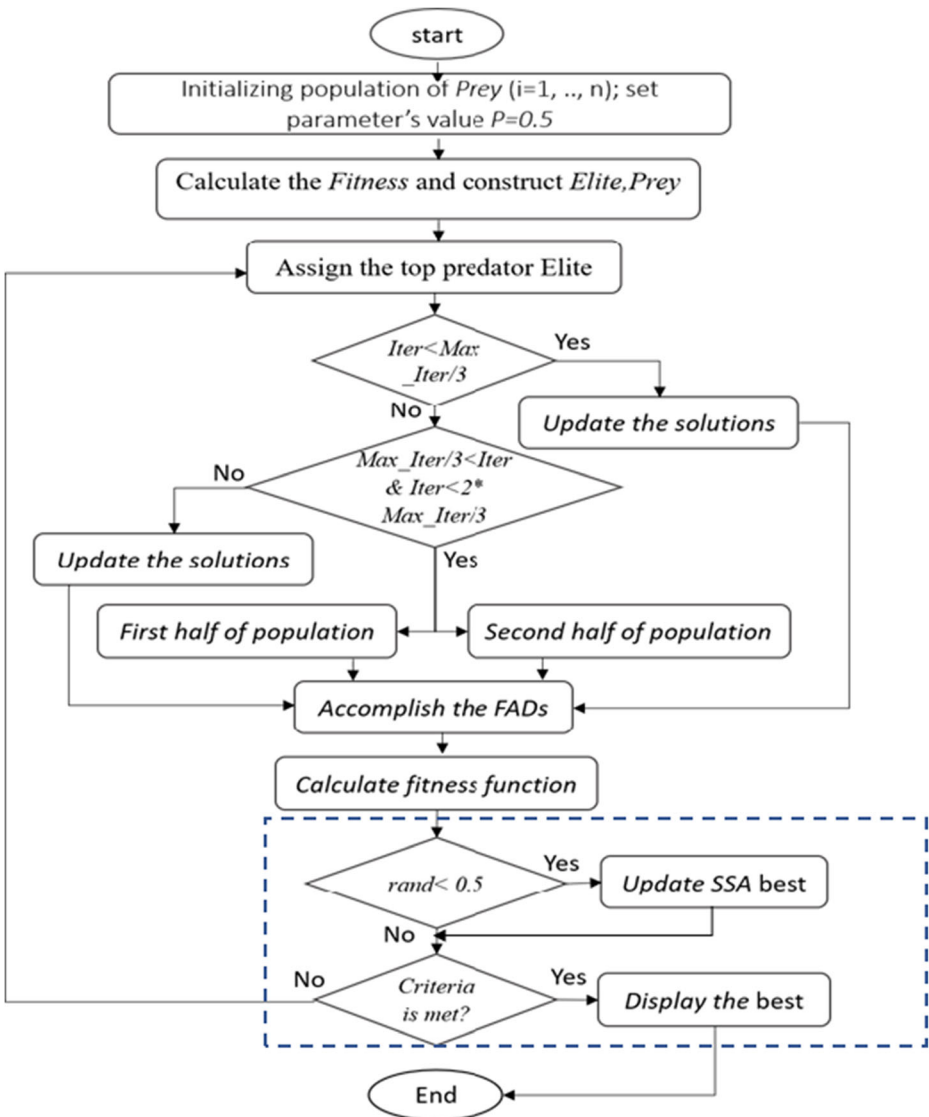 start
Initializing population of Prey (i=1, .., n); set
parameter's value P=0.5
Calculate the Fitness and construct Elite,Prey
Assign the top predator Elite
Iter<Max
_Iter/3
Yes
No
Update the solutions
Max_Iter/3<Iter
& Iter<2*
Max_Iter/3
No
Yes
Update the solutions
First half of population
Second half of population
Accomplish the FADs
Calculate fitness function
rand< 0.5
Yes
Update SSA best
No
Criteria
is met?
No
Yes
Display the best
End